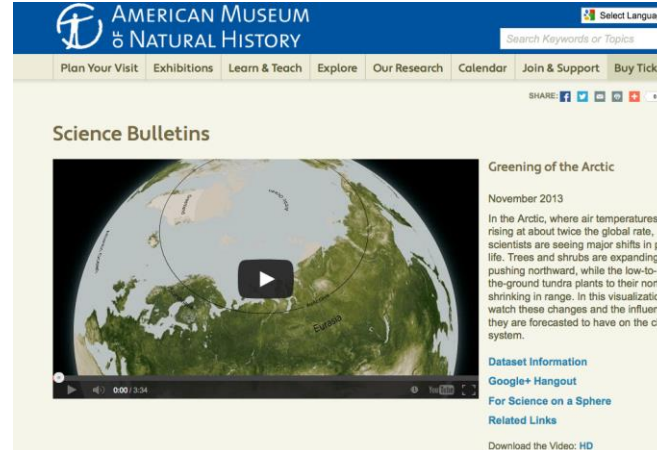 AMERICAN MUSEUM
OF NATURAL HISTORY
Select Langua
Search Keywords or Topics
Plan Your Visit Exhibitions Learn & Teach Explore Our Research Calendar Join & Support Buy Tick
SHARE:
Science Bulletins
Greening of the Arctic
November 2013
In the Arctic, where air temperatures
rising at about twice the global rate,
scientists are seeing major shifts in p
life. Trees and shrubs are expanding
pushing northward, while the low-to-
the-ground tundra plants to their nor
shrinking in range. In this visualizatio
watch these changes and the influen
they are forecasted to have on the cl
system.
Eurasia
0:00 / 3:34
YouTube
Dataset Information
Google+ Hangout
For Science on a Sphere
Related Links
Download the Video: HD